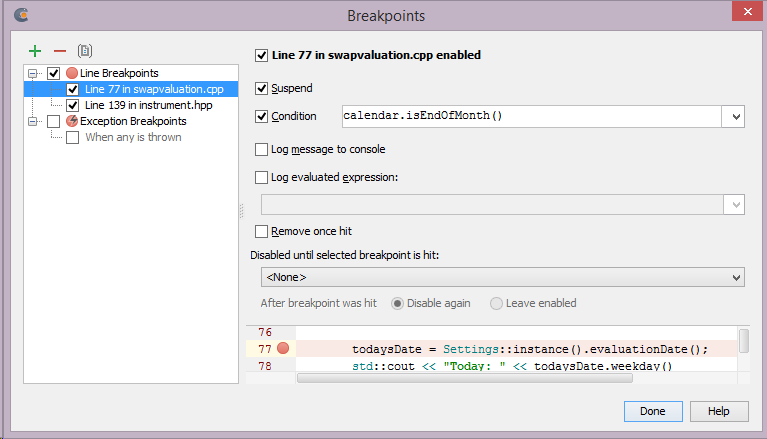 Breakpoints
Line Breakpoints
Line 77 in swapvaluation.cpp
Line 139 in instrument.hpp
Exception Breakpoints
When any is thrown
Line 77 in swapvaluation.cpp enabled
Suspend
Condition calendar.isEndOfMonth()
Log message to console
Log evaluated expression:
Remove once hit
Disabled until selected breakpoint is hit:
<None>
After breakpoint was hit Disable again Leave enabled
76
77 todaysDate = Settings::instance().evaluationDate();
78 std::cout << "Today: " << todaysDate.weekday()
Done Help